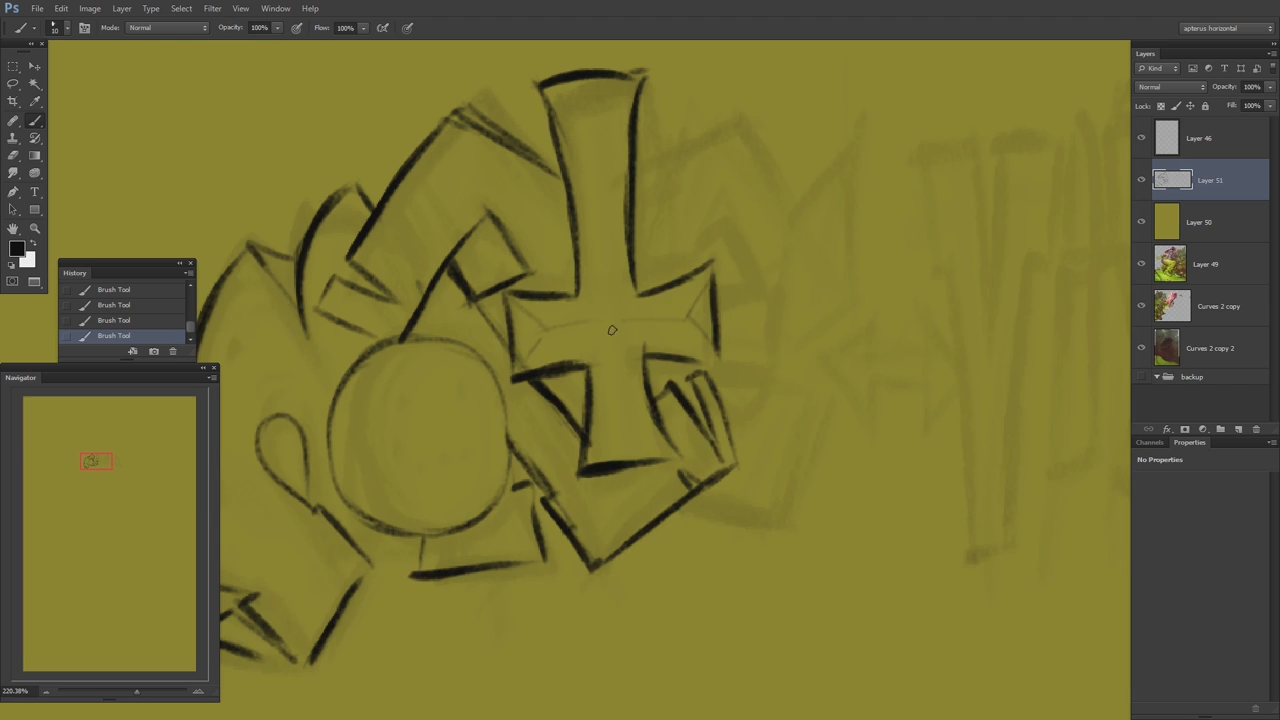 Ps File Edit Image Layer Type Select Filter View Window Help
10 Mode: Normal Opacity: 100% Flow: 100% apterus horizontal
Layers
Kind
Normal Opacity: 100%
Lock: Fill: 100%
Layer 46
Layer 51
Layer 50
Layer 49
Curves 2 copy
Curves 2 copy 2
backup
Channels Properties
No Properties
History
Brush Tool
Brush Tool
Brush Tool
Brush Tool
Navigator
220.38%